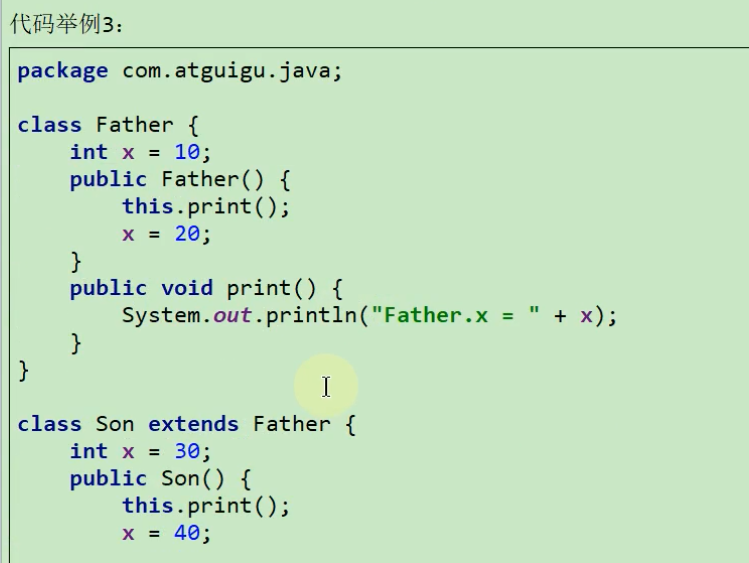 代码举例3：
package com.atguigu.java;
class Father {
int x = 10;
public Father() {
this.print();
x = 20;
}
public void print() {
System.out.println("Father.x = " + x);
}
}
class Son extends Father {
int x = 30;
public Son() {
this.print();
x = 40;